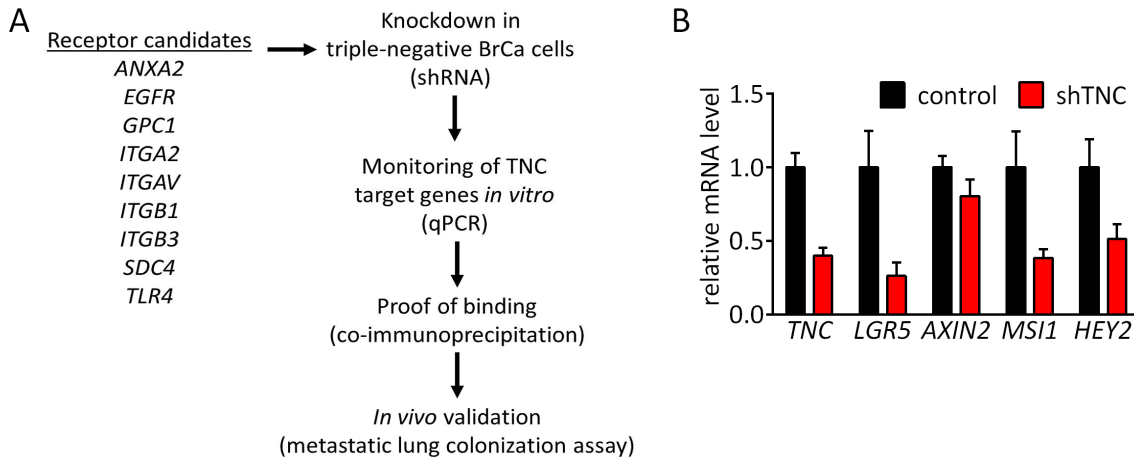 A
Receptor candidates
ANXA2
EGFR
GPC1
ITGA2
ITGAV
ITGB1
ITGB3
SDC4
TLR4
Knockdown in
triple-negative BrCa cells
(shRNA)
Monitoring of TNC
target genes in vitro
(qPCR)
Proof of binding
(co-immunoprecipitation)
In vivo validation
(metastatic lung colonization assay)
B
control shTNC
relative mRNA level
1.5
1.0
0.5
0.0
TNC LGR5 AXIN2 MSI1 HEY2